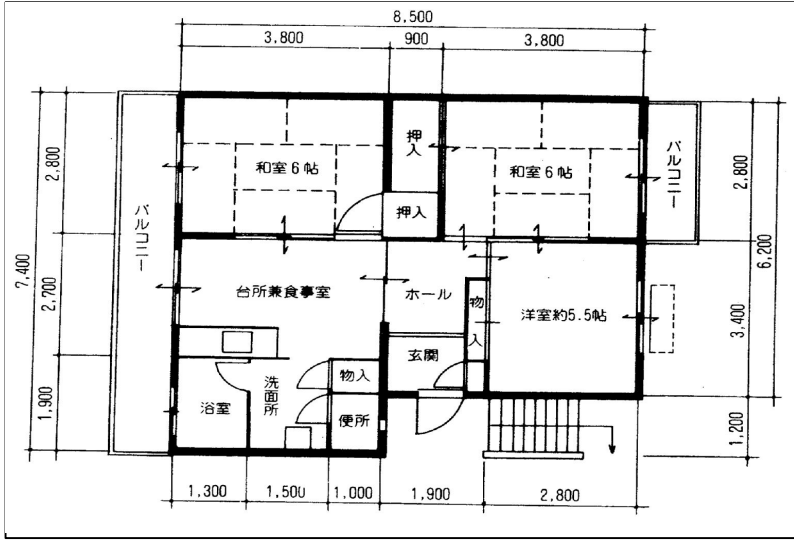 8,500
3,800
900
3,800
押入
和室6帖
和室6帖
バルコニー
2,800
2,800
押入
バルコニー
7,400
6,200
2,700
台所兼食事室
ホール
物入
洋室約5.5帖
3,400
玄関
洗面所
物入
浴室
便所
1,900
1,200
1,300
1,500
1,000
1,900
2,800